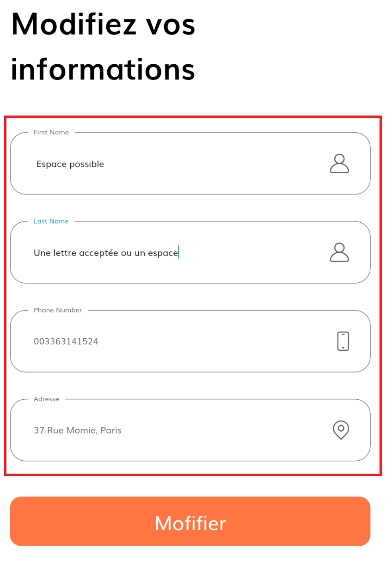 Modifiez vos
informations
First Name
Espace possible
Last Name
Une lettre acceptée ou un espace
Phone Number
003363141524
Adresse
37 Rue Momie, Paris
Mofifier